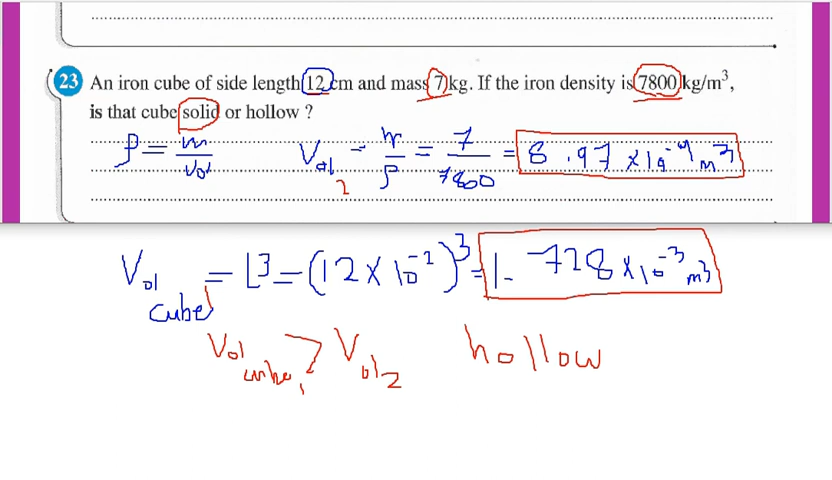 23 An iron cube of side length 12 cm and mass 7 kg. If the iron density is 7800 kg/m³,
is that cube solid or hollow ?
ρ = m/Vol Vol₂ = m/ρ = 7/7800 = 8.97 × 10⁻⁴ m³
Vol cube₁ = L³ = (12 × 10⁻²)³ = 1.728 × 10⁻³ m³
Vol cube₁ > Vol₂ hollow